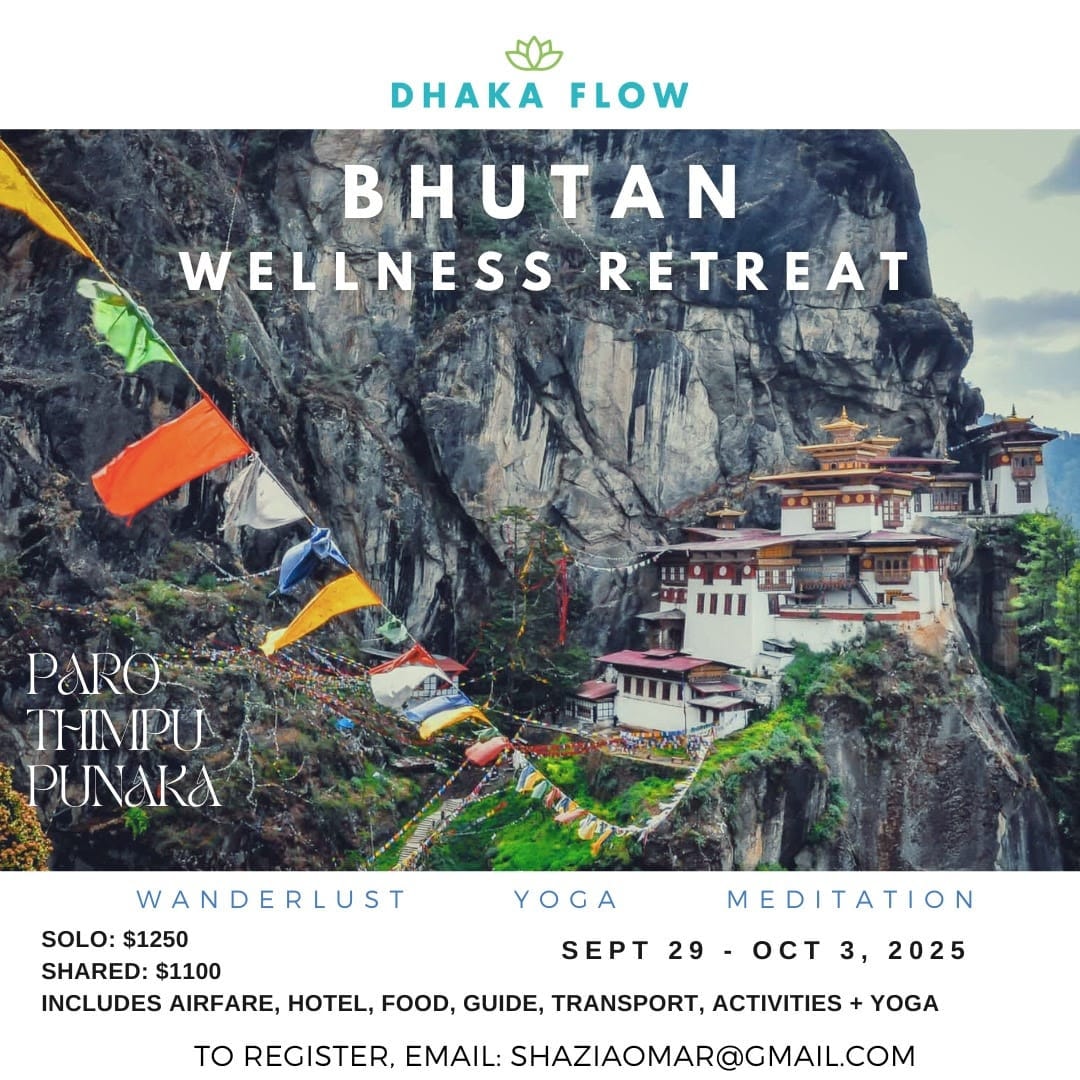 DHAKA FLOW
BHUTAN
WELLNESS RETREAT
PARO
THIMPU
PUNAKA
WANDERLUST YOGA MEDITATION
SOLO: $1250
SHARED: $1100
SEPT 29 - OCT 3, 2025
INCLUDES AIRFARE, HOTEL, FOOD, GUIDE, TRANSPORT, ACTIVITIES + YOGA
TO REGISTER, EMAIL: SHAZIAOMAR@GMAIL.COM